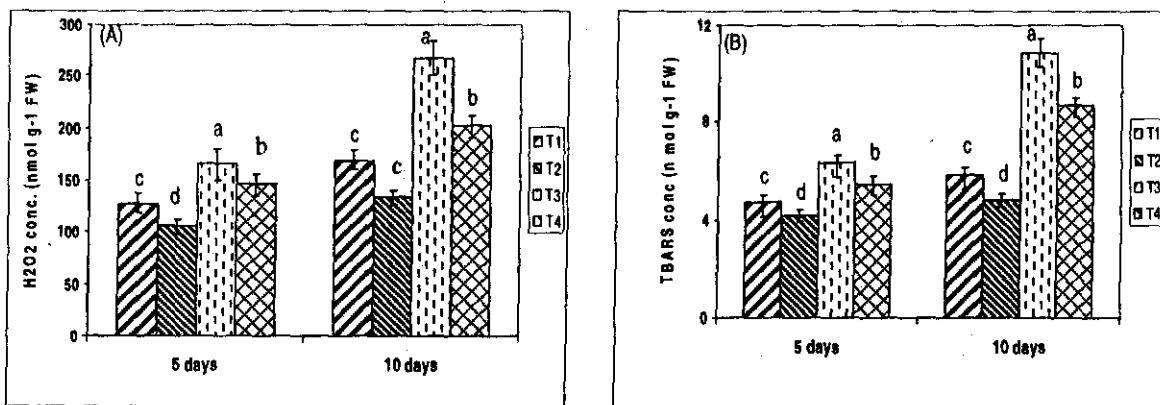 (A)
H2O2 conc. (nmol g-1 FW)
300
250
200
150
100
50
0
c
d
a
b
c
c
a
b
5 days
10 days
T1
T2
T3
T4
(B)
TBARS conc (n mol g-1 FW)
12
8
4
0
c
d
a
b
c
d
a
b
5 days
10 days
T1
T2
T3
T4